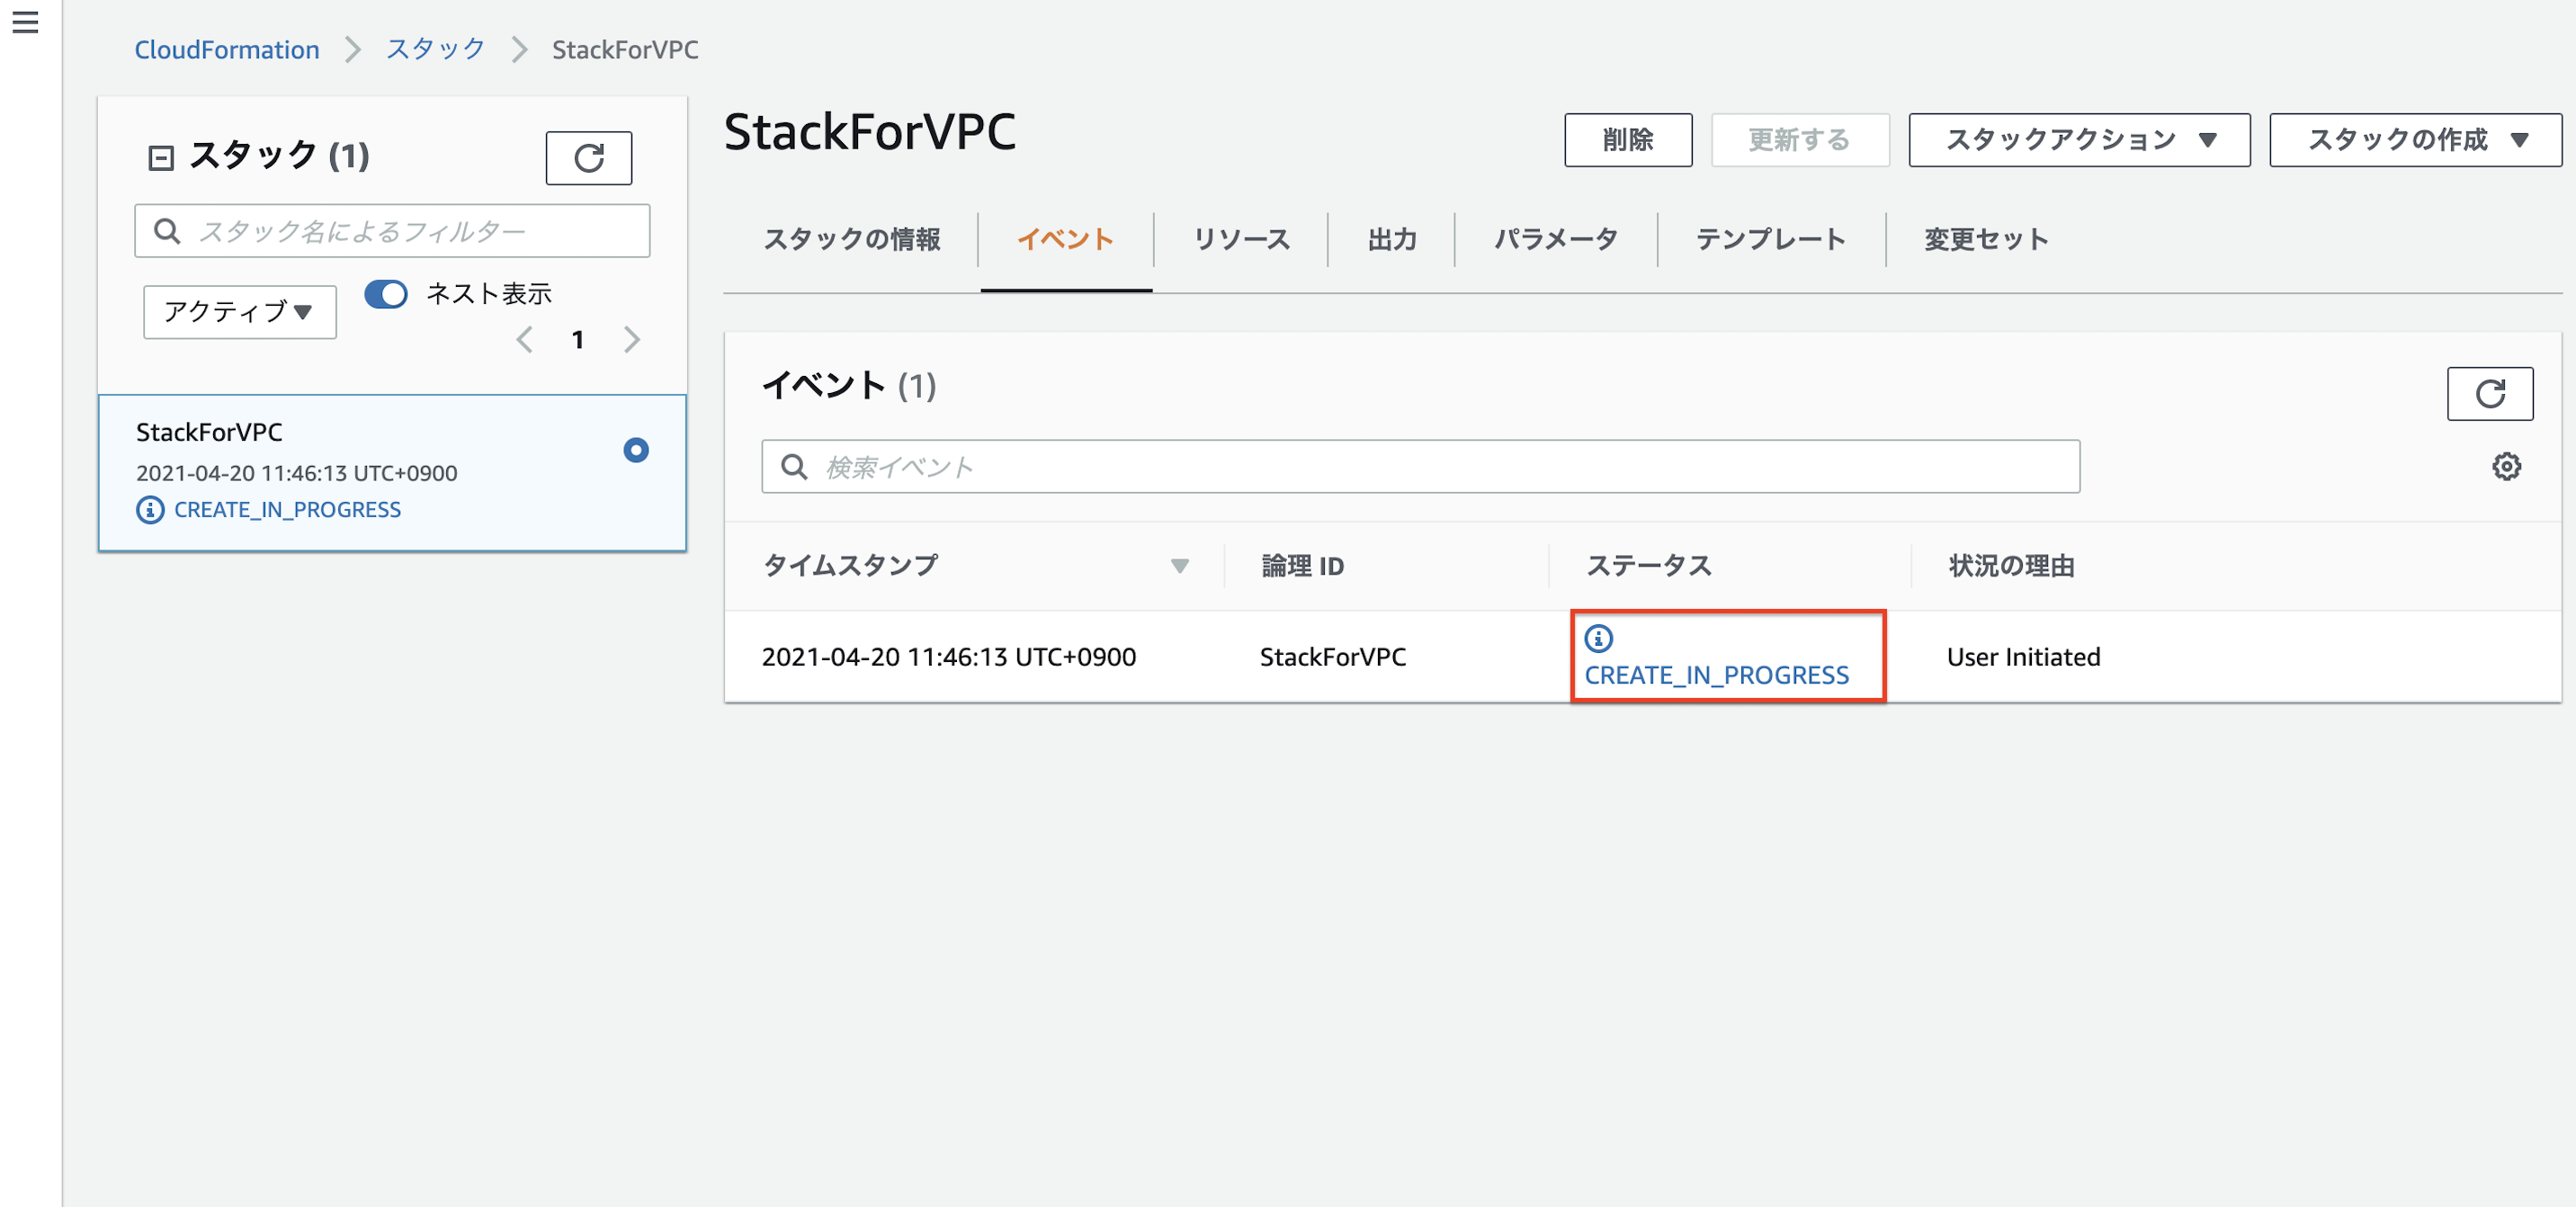 CloudFormation > スタック > StackForVPC
スタック (1)
スタック名によるフィルター
アクティブ▼
ネスト表示
1
StackForVPC
2021-04-20 11:46:13 UTC+0900
CREATE_IN_PROGRESS
StackForVPC
削除
更新する
スタックアクション ▼
スタックの作成 ▼
スタックの情報
イベント
リソース
出力
パラメータ
テンプレート
変更セット
イベント (1)
検索イベント
タイムスタンプ
論理 ID
ステータス
状況の理由
2021-04-20 11:46:13 UTC+0900
StackForVPC
CREATE_IN_PROGRESS
User Initiated